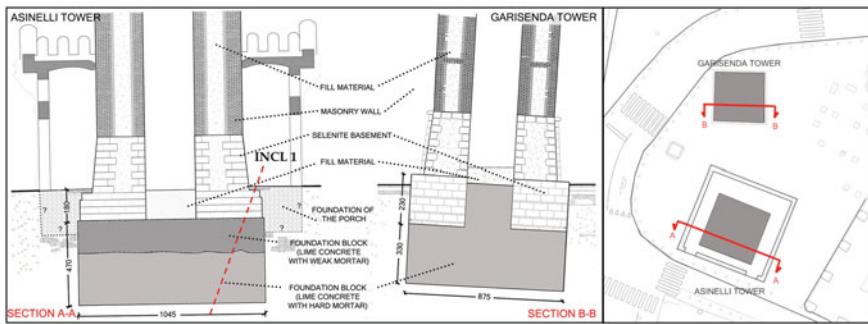 ASINELLI TOWER
GARISENDA TOWER
FILL MATERIAL
MASONRY WALL
SELENITE BASEMENT
INCL 1
FILL MATERIAL
?
?
?
?
FOUNDATION OF
THE PORCH
FOUNDATION BLOCK
(LIME CONCRETE
WITH WEAK MORTAR)
FOUNDATION BLOCK
(LIME CONCRETE
WITH HARD MORTAR)
180
470
1045
SECTION A-A
230
330
875
SECTION B-B
GARISENDA TOWER
B
B
A
A
ASINELLI TOWER